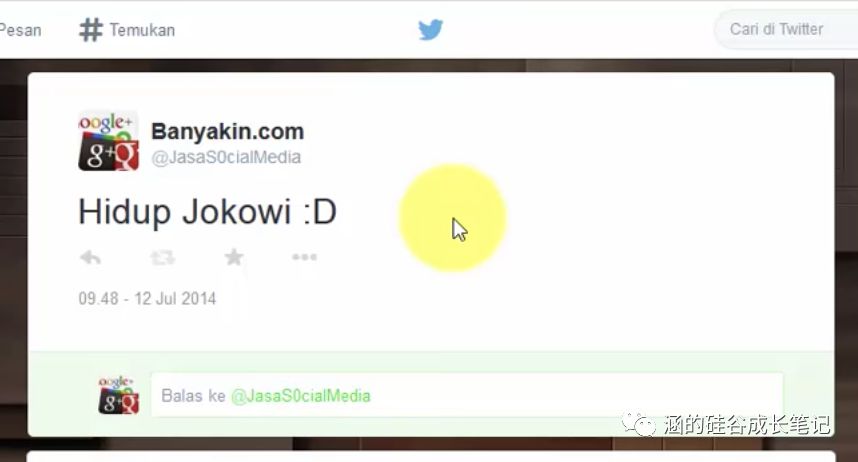 Pesan
Temukan
Cari di Twitter
oogle+
g+
Banyakin.com
@JasaS0cialMedia
Hidup Jokowi :D
09.48 - 12 Jul 2014
oogle+
g+
Balas ke @JasaS0cialMedia
涵的硅谷成长笔记